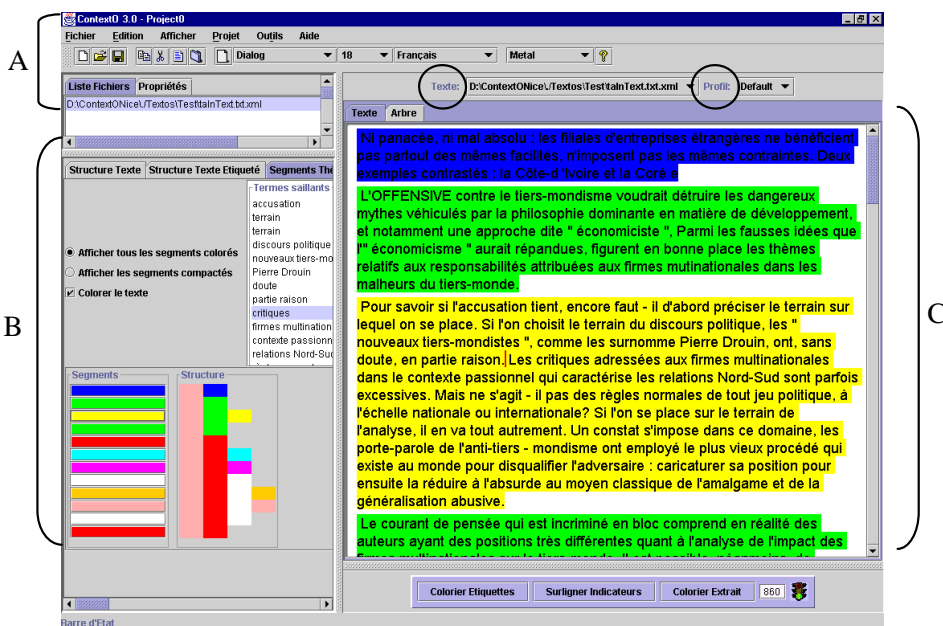 ContextO 3.0 - Project0
Fichier Edition Afficher Projet Outils Aide
Dialog 18 Français Metal
A
Liste Fichiers Propriétés
D:\ContextONice\./Textos\Test\taInText.txt.xml
B
Structure Texte Structure Texte Etiqueté Segments Thé
Termes saillants
accusation
terrain
terrain
discours politique
nouveaux tiers-mo
Pierre Drouin
doute
partie raison
critiques
firmes multination
contexte passionn
relations Nord-Sud
Afficher tous les segments colorés
Afficher les segments compactés
Colorer le texte
Segments Structure
Texte: D:\ContextONice\./Textos\Test\taInText.txt.xml Profil: Default
Texte Arbre
C
Ni panacée, ni mal absolu : les filiales d'entreprises étrangeres ne bénéficient
pas partout des mêmes facilités, n'imposent pas les mêmes contraintes. Deux
exemples contrastés : la Côte-d 'Ivoire et la Coré e
L'OFFENSIVE contre le tiers-mondisme voudrait détruire les dangereux
mythes véhiculés par la philosophie dominante en matière de développement,
et notamment une approche dite " économiciste ", Parmi les fausses idées que
l'" économicisme " aurait répandues, figurent en bonne place les thèmes
relatifs aux responsabilités attribuées aux firmes mutinationales dans les
malheurs du tiers-monde.
Pour savoir si l'accusation tient, encore faut - il d'abord préciser le terrain sur
lequel on se place. Si l'on choisit le terrain du discours politique, les "
nouveaux tiers-mondistes ", comme les surnomme Pierre Drouin, ont, sans
doute, en partie raison. Les critiques adressées aux firmes multinationales
dans le contexte passionnel qui caractérise les relations Nord-Sud sont parfois
excessives. Mais ne s'agit - il pas des règles normales de tout jeu politique, à
l'échelle nationale ou internationale? Si l'on se place sur le terrain de
l'analyse, il en va tout autrement. Un constat s'impose dans ce domaine, les
porte-parole de l'anti-tiers - mondisme ont employé le plus vieux procédé qui
existe au monde pour disqualifier l'adversaire : caricaturer sa position pour
ensuite la réduire à l'absurde au moyen classique de l'amalgame et de la
généralisation abusive.
Le courant de pensée qui est incriminé en bloc comprend en réalité des
auteurs ayant des positions très différentes quant à l'analyse de l'impact des
Colorier Etiquettes Surligner Indicateurs Colorier Extrait 860
Barre d'Etat